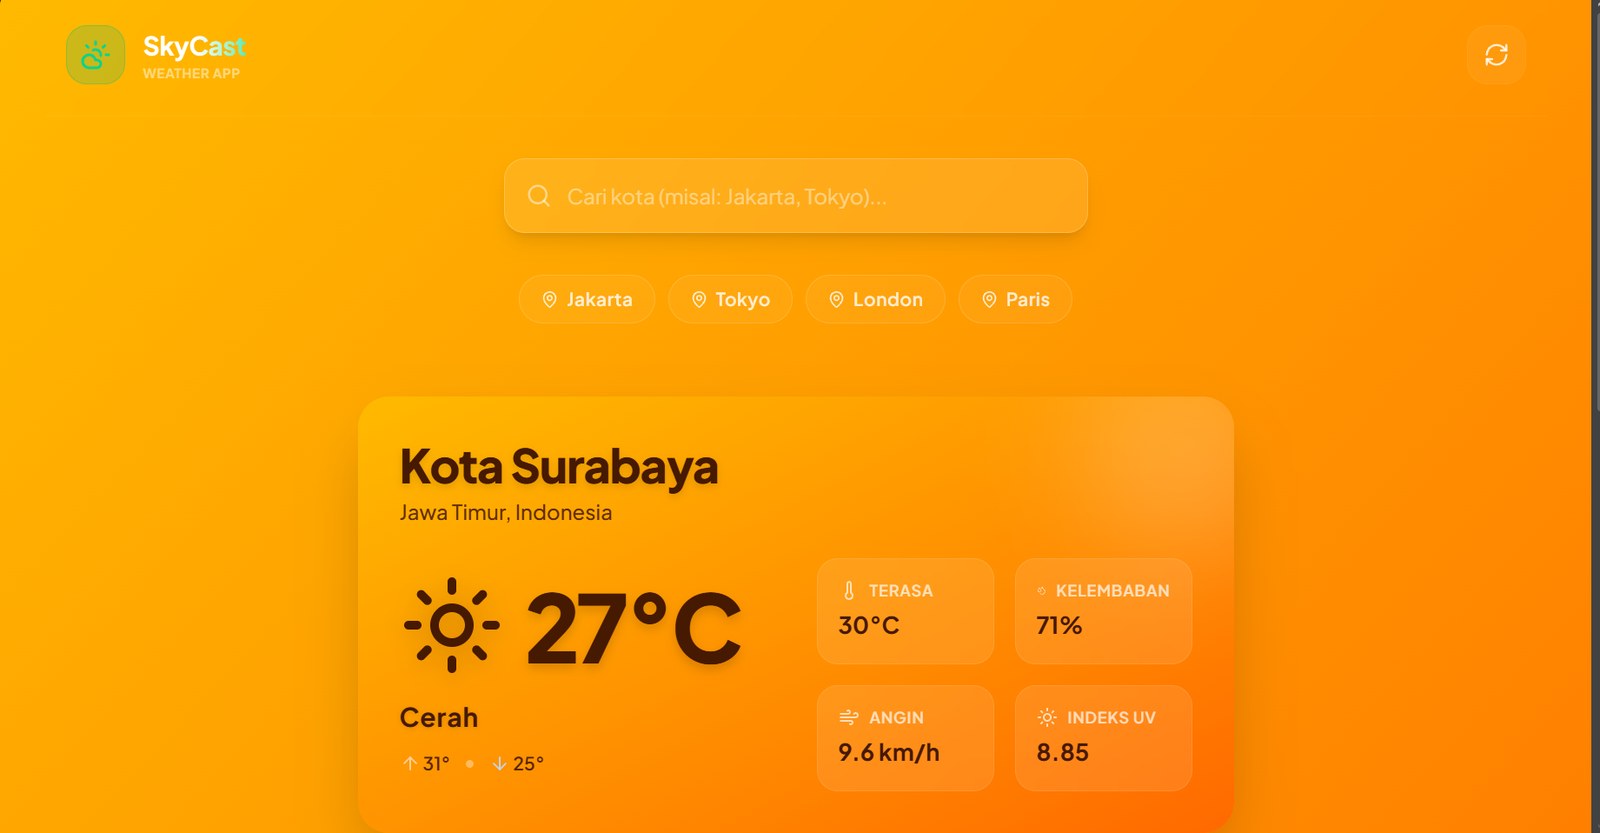 SkyCast
WEATHER APP
Cari kota (misal: Jakarta, Tokyo)...
Jakarta
Tokyo
London
Paris
Kota Surabaya
Jawa Timur, Indonesia
27°C
Cerah
↑ 31° • ↓ 25°
TERASA
30°C
KELEMBABAN
71%
ANGIN
9.6 km/h
INDEKS UV
8.85